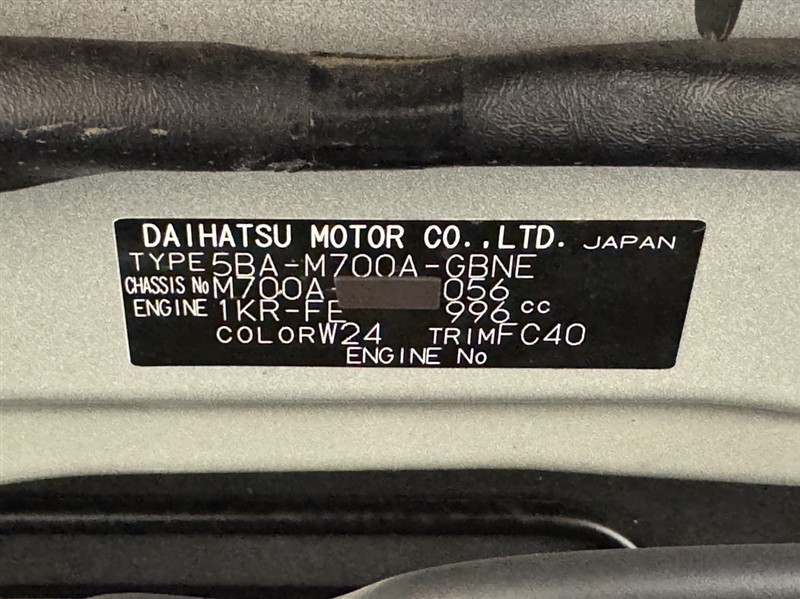 DAIHATSU MOTOR CO.,LTD. JAPAN
TYPE 5BA-M700A-GBNE
CHASSIS No M700A- 056
ENGINE 1KR-FE 996 cc
COLOR W24 TRIM FC40
ENGINE No